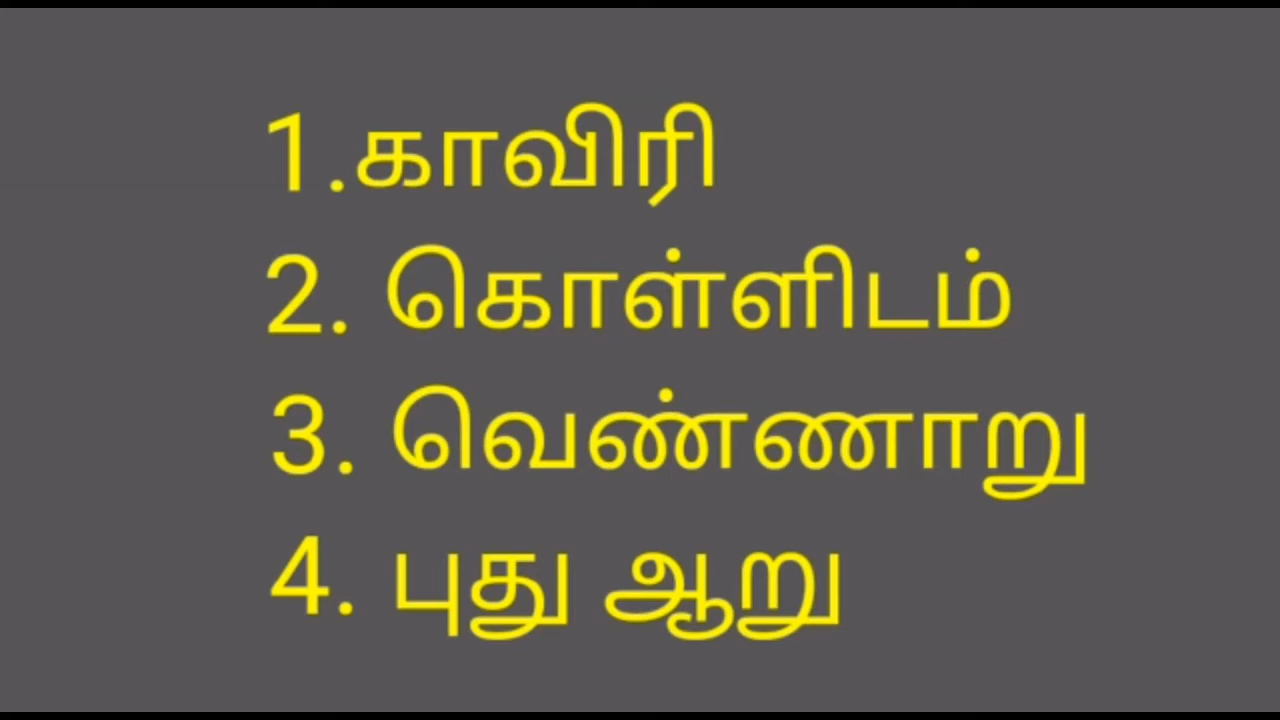 1.காவிரி
2. கொள்ளிடம்
3. வெண்ணாறு
4. புது ஆறு